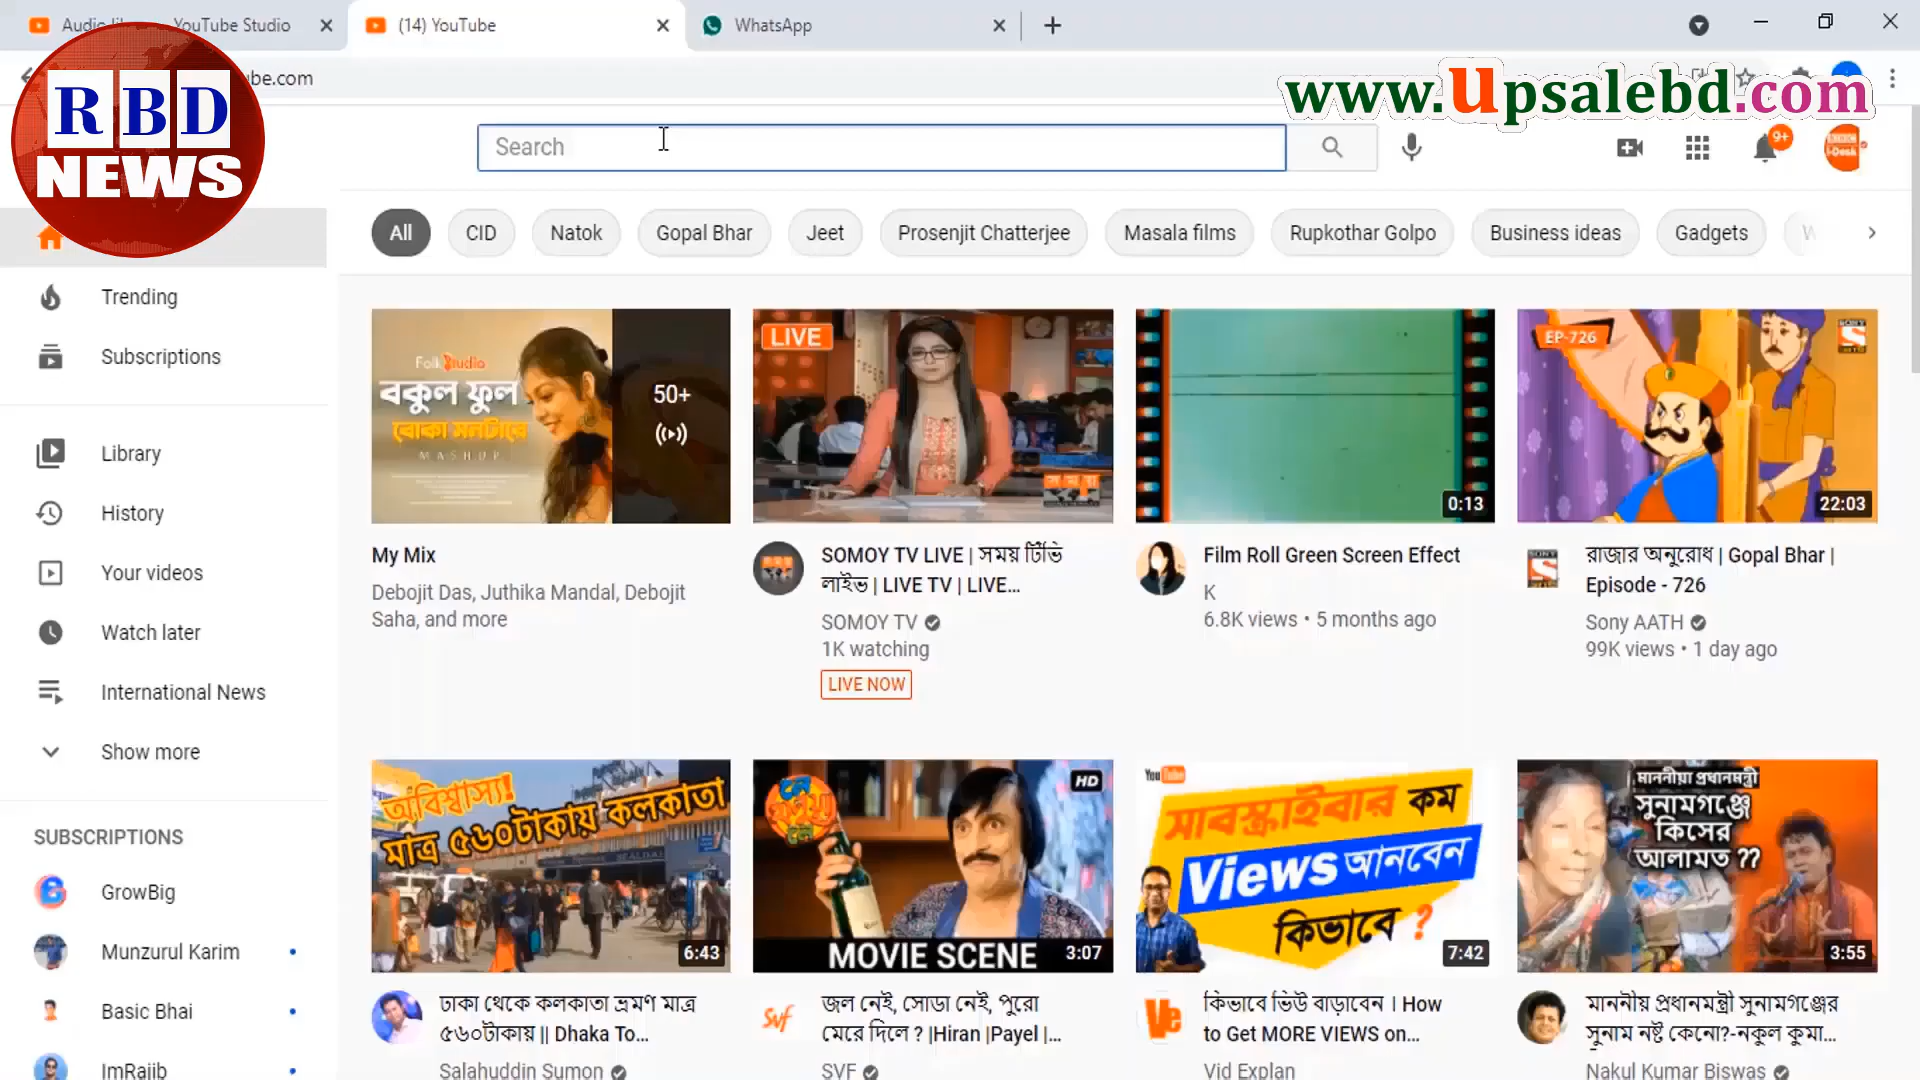 YouTube Studio
(14) YouTube
WhatsApp
be.com
RBD
NEWS
www.Upsalebd.com
Search
9+
All
CID
Natok
Gopal Bhar
Jeet
Prosenjit Chatterjee
Masala films
Rupkothar Golpo
Business ideas
Gadgets
Trending
Subscriptions
Library
History
Your videos
Watch later
International News
Show more
SUBSCRIPTIONS
GrowBig
Munzurul Karim
Basic Bhai
ImRajib
Folk Studio
বকুল ফুল
বোকা মনটারে
MASHUP
50+
My Mix
Debojit Das, Juthika Mandal, Debojit
Saha, and more
LIVE
সময়
SOMOY TV LIVE | সময় টিভি
লাইভ | LIVE TV | LIVE...
SOMOY TV
1K watching
LIVE NOW
0:13
Film Roll Green Screen Effect
K
6.8K views • 5 months ago
EP-726
SONY
22:03
রাজার অনুরোধ | Gopal Bhar |
Episode - 726
Sony AATH
99K views • 1 day ago
অবিশ্বাস্য!
মাত্র ৫৬০টাকায় কলকাতা
6:43
ঢাকা থেকে কলকাতা ভ্রমণ মাত্র
৫৬০টাকায় || Dhaka To...
Salahuddin Sumon
HD
MOVIE SCENE
3:07
জল নেই, সোডা নেই, পুরো
মেরে দিলে ? |Hiran |Payel |...
SVF
YouTube
সাবস্ক্রাইবার কম
Views আনবেন
কিভাবে ?
7:42
কিভাবে ভিউ বাড়াবেন । How
to Get MORE VIEWS on...
Vid Explan
মাননীয়া প্রধানমন্ত্রী
সুনামগঞ্জে
কিসের
আলামত ??
3:55
মাননীয় প্রধানমন্ত্রী সুনামগঞ্জের
সুনাম নষ্ট কেনো?-নকুল কুমা...
Nakul Kumar Biswas